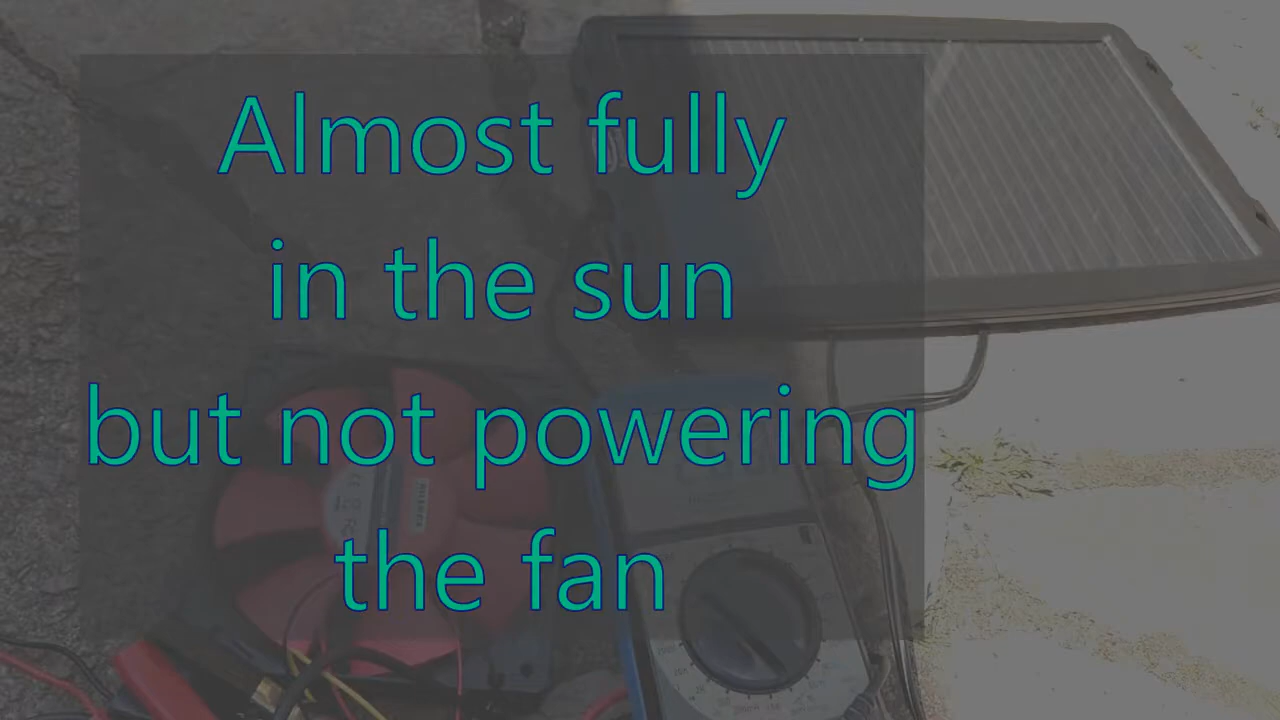 Almost fully
in the sun
but not powering
the fan